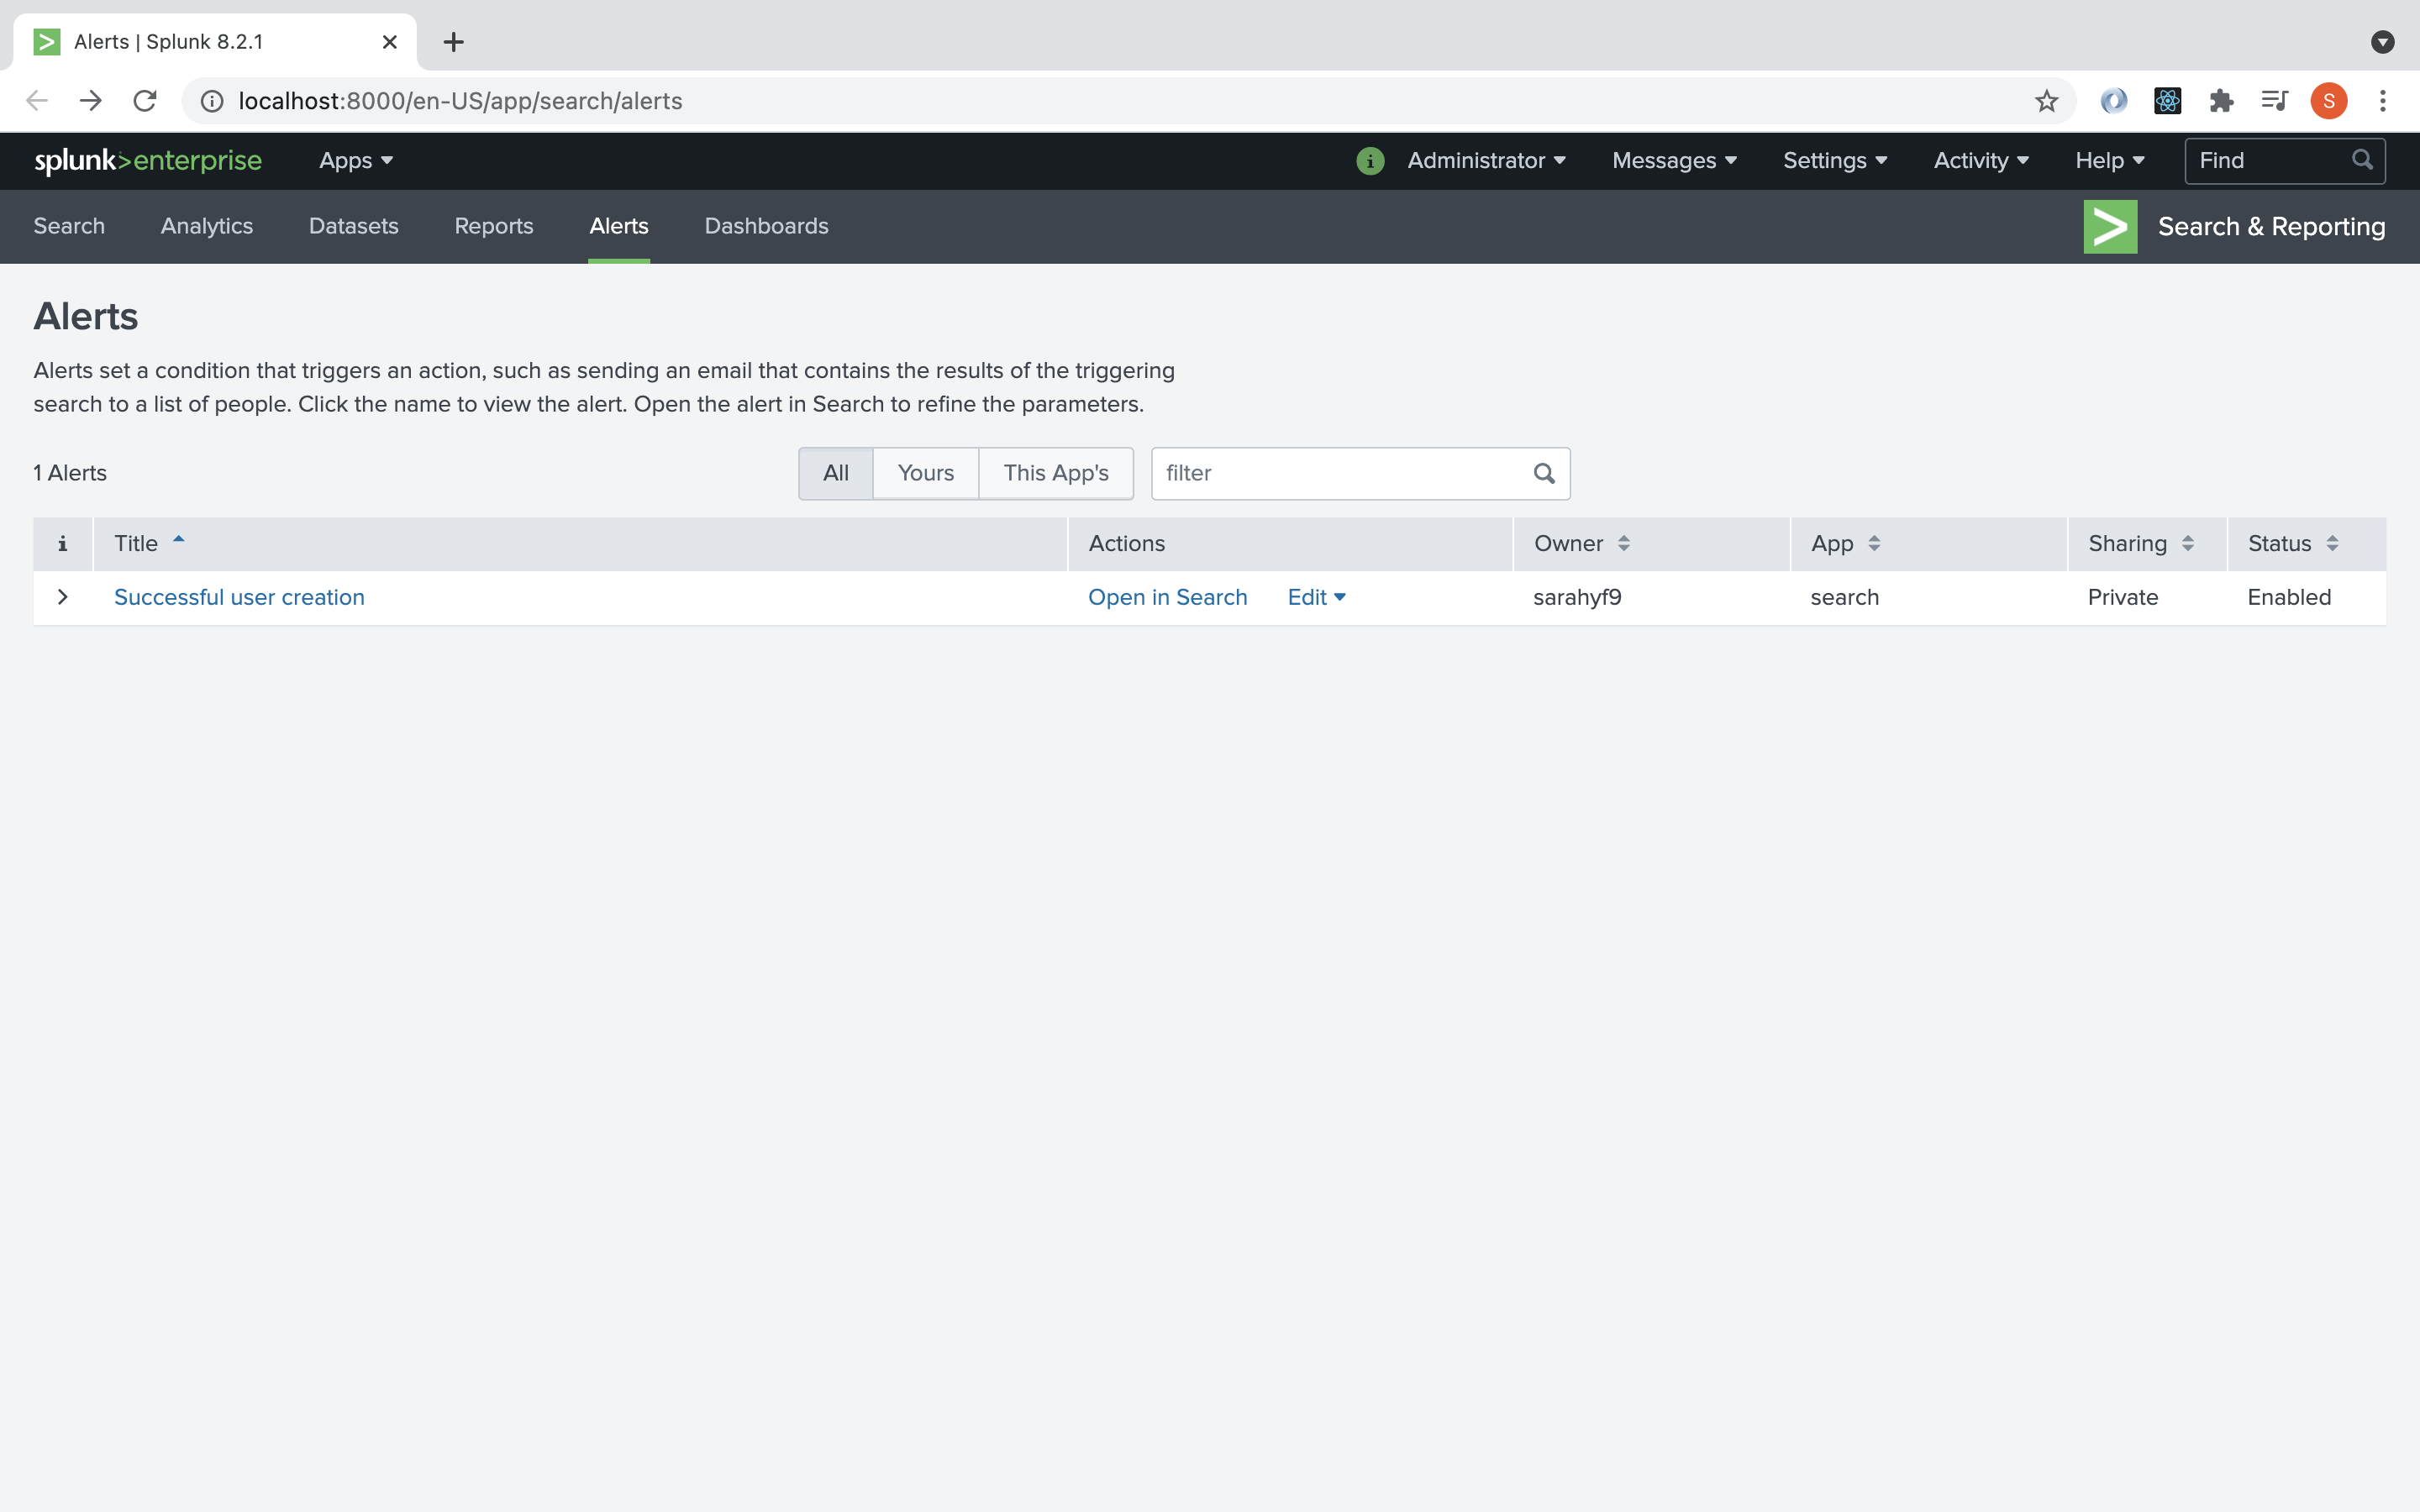 Alerts | Splunk 8.2.1
localhost:8000/en-US/app/search/alerts
S
splunk>enterprise Apps i Administrator Messages Settings Activity Help Find
Search Analytics Datasets Reports Alerts Dashboards > Search & Reporting
Alerts
Alerts set a condition that triggers an action, such as sending an email that contains the results of the triggering
search to a list of people. Click the name to view the alert. Open the alert in Search to refine the parameters.
1 Alerts All Yours This App's filter
i Title Actions Owner App Sharing Status
Successful user creation Open in Search Edit sarahyf9 search Private Enabled